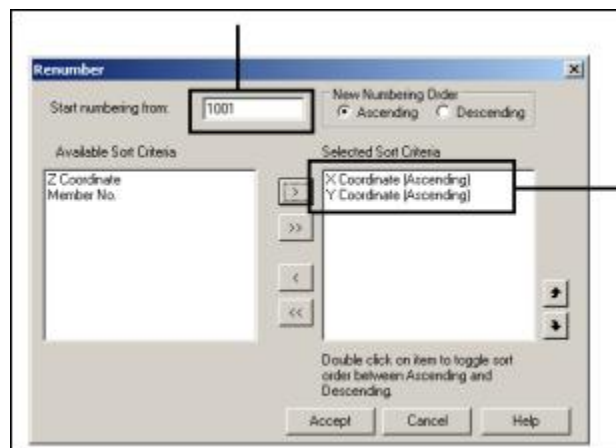 Renumber
Start numbering from: 1001
New Numbering Order
Ascending Descending
Available Sort Criteria
Selected Sort Criteria
Z Coordinate
Member No.
X Coordinate (Ascending)
Y Coordinate (Ascending)
>
>>
<
<<
Double click on item to toggle sort
order between Ascending and
Descending.
Accept Cancel Help